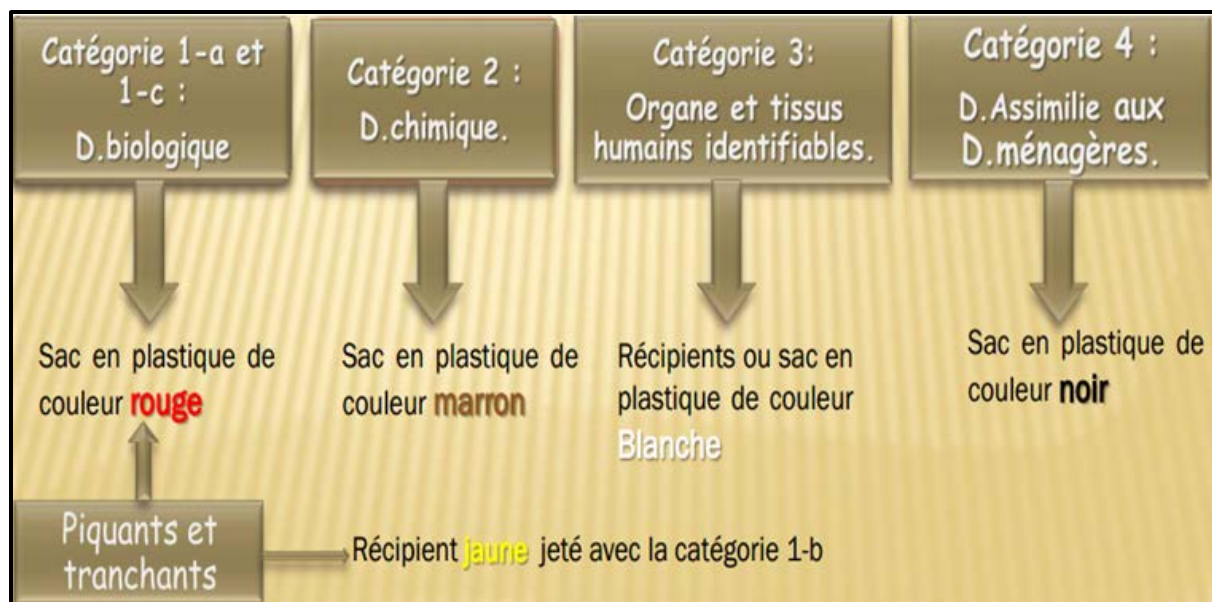 Catégorie 1-a et
1-c :
D.biologique
Catégorie 2 :
D.chimique.
Catégorie 3:
Organe et tissus
humains identifiables.
Catégorie 4 :
D.Assimilie aux
D.ménagères.
Sac en plastique de
couleur rouge
Sac en plastique de
couleur marron
Récipients ou sac en
plastique de couleur
Blanche
Sac en plastique de
couleur noir
Piquants et
tranchants
Récipient jaune jeté avec la catégorie 1-b